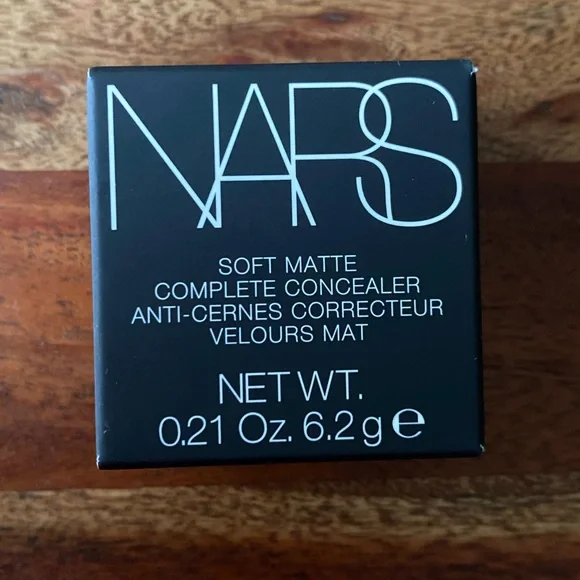 NARS
SOFT MATTE
COMPLETE CONCEALER
ANTI-CERNES CORRECTEUR
VELOURS MAT
NET WT.
0.21 Oz. 6.2 g ℮